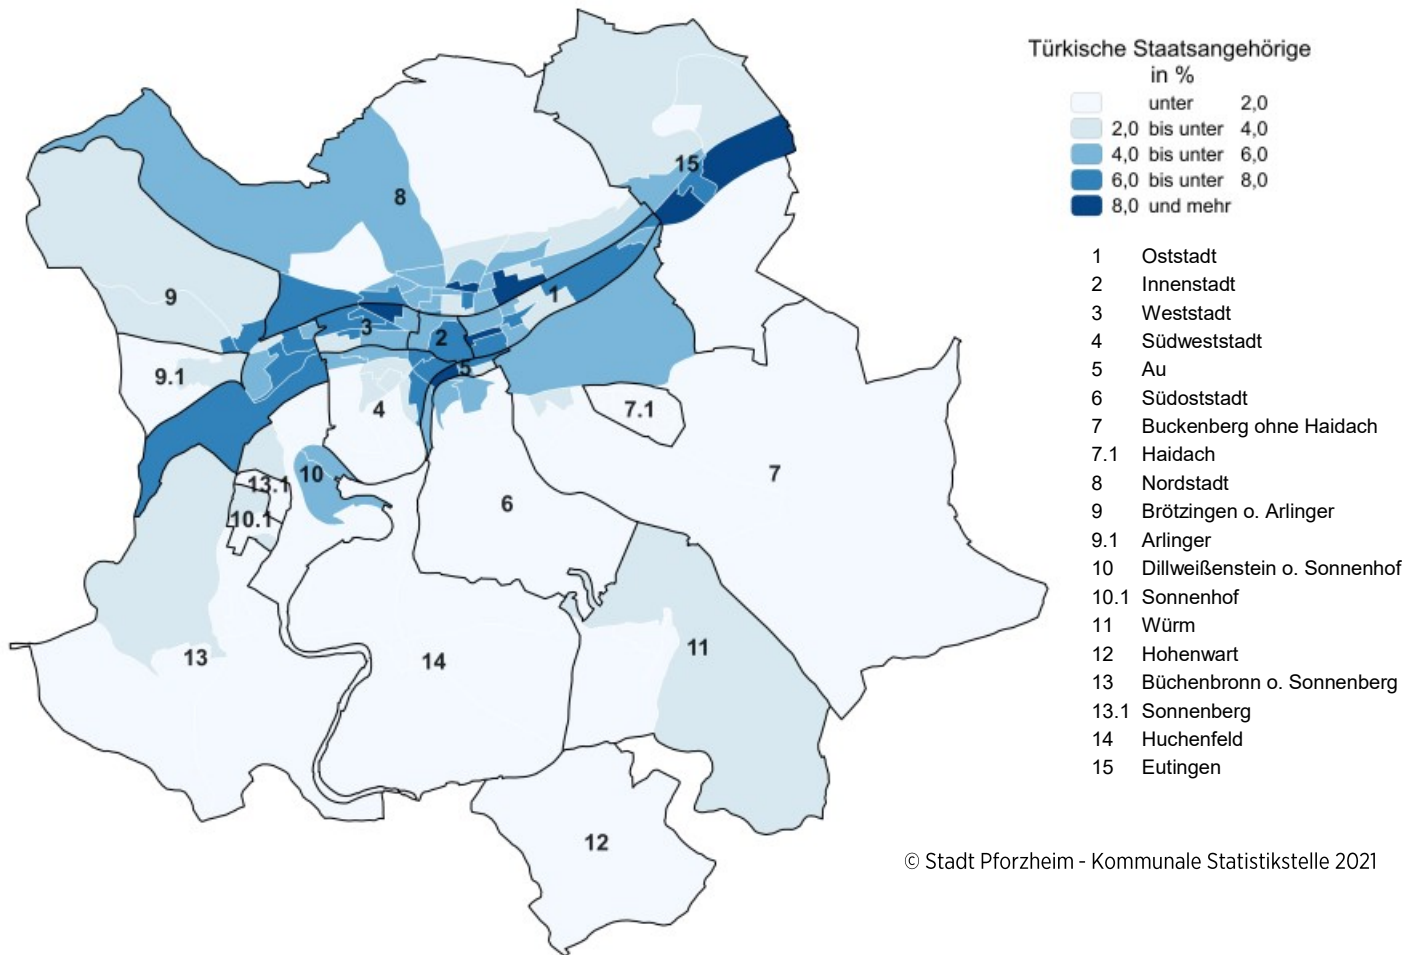 Türkische Staatsangehörige
in %
unter 2,0
2,0 bis unter 4,0
4,0 bis unter 6,0
6,0 bis unter 8,0
8,0 und mehr
1 Oststadt
2 Innenstadt
3 Weststadt
4 Südweststadt
5 Au
6 Südoststadt
7 Buckenberg ohne Haidach
7.1 Haidach
8 Nordstadt
9 Brötzingen o. Arlinger
9.1 Arlinger
10 Dillweißenstein o. Sonnenhof
10.1 Sonnenhof
11 Würm
12 Hohenwart
13 Büchenbronn o. Sonnenberg
13.1 Sonnenberg
14 Huchenfeld
15 Eutingen
© Stadt Pforzheim - Kommunale Statistikstelle 2021
15
8
9
1
3
2
5
9.1
4
7.1
10
7
13.1
6
10.1
11
13
14
12